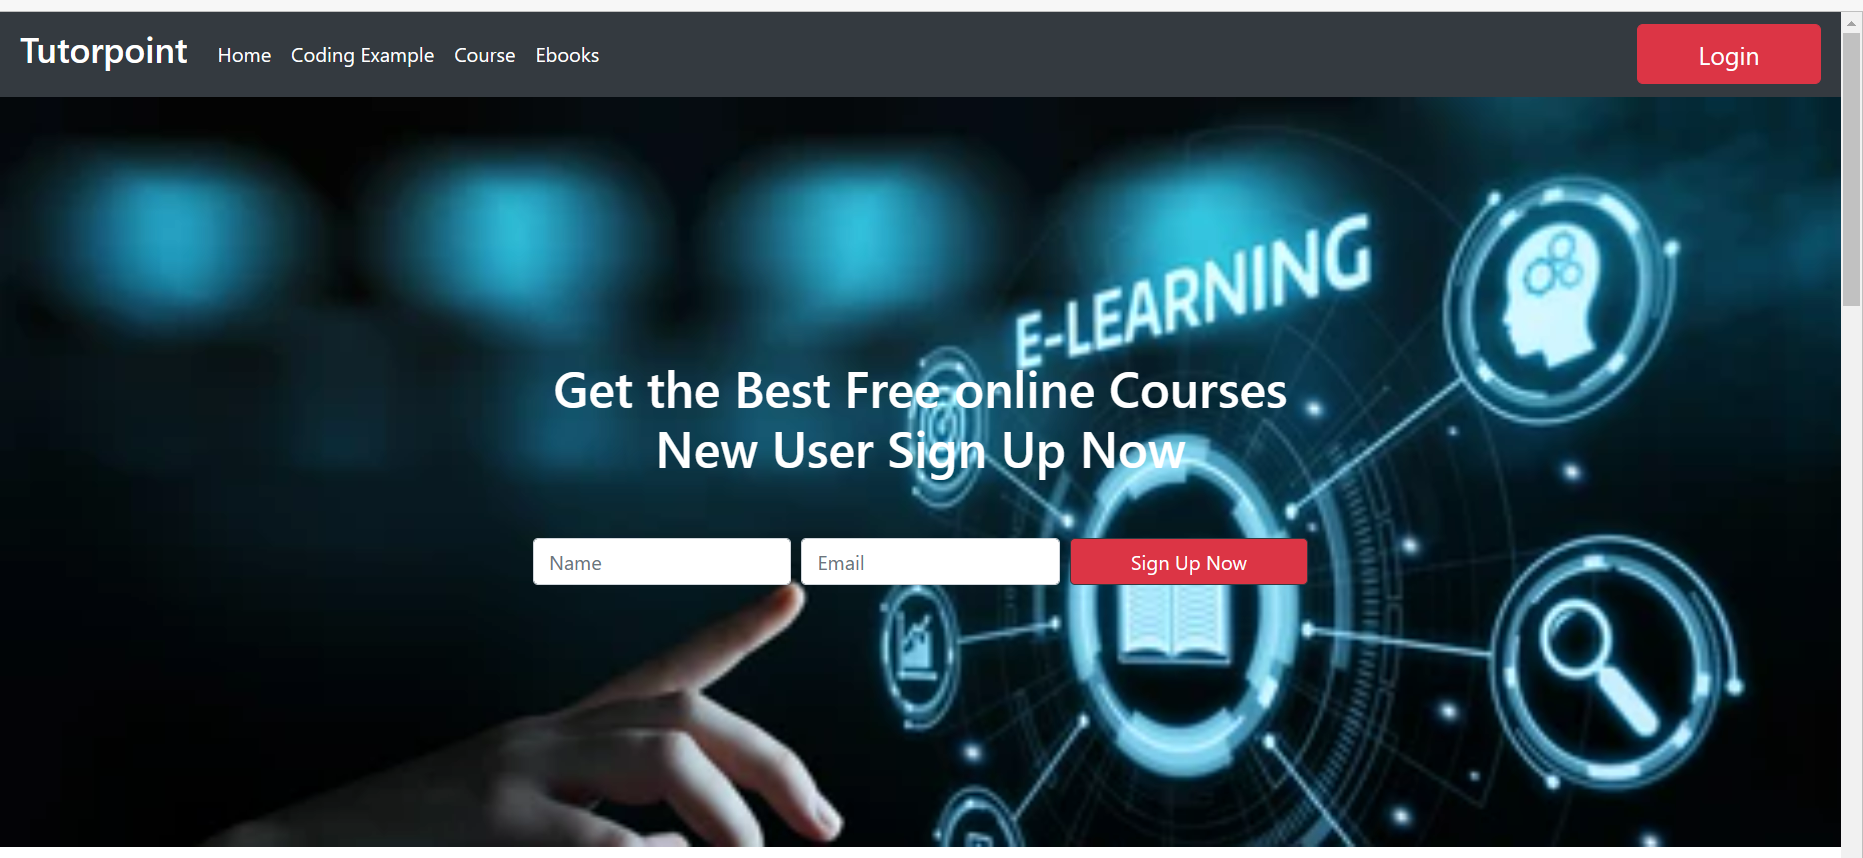 Tutorpoint
Home
Coding Example
Course
Ebooks
Login
E-LEARNING
Get the Best Free online Courses
New User Sign Up Now
Name
Email
Sign Up Now